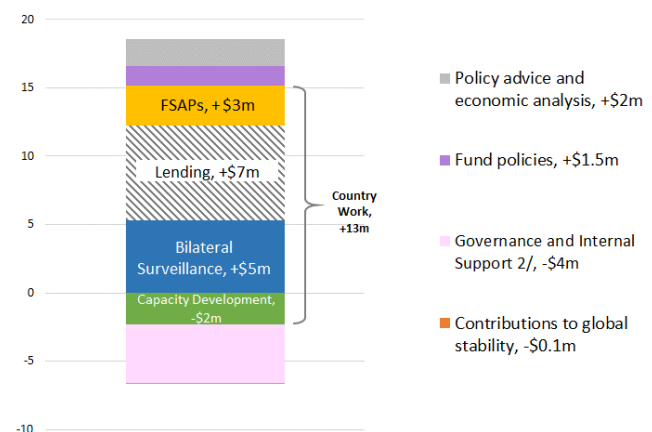 20
15
10
5
0
-5
-10
FSAPs, +$3m
Lending, +$7m
Bilateral
Surveillance, +$5m
Capacity Development,
-$2m
Country
Work,
+13m
Policy advice and
economic analysis, +$2m
Fund policies, +$1.5m
Governance and Internal
Support 2/, -$4m
Contributions to global
stability, -$0.1m